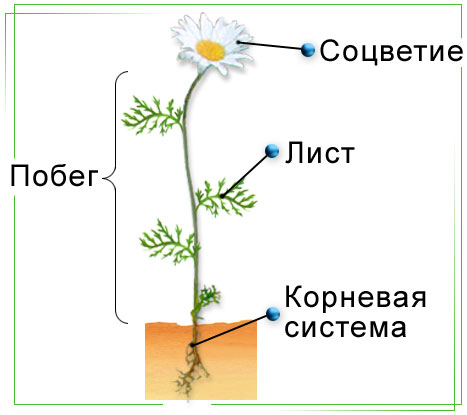 Соцветие
Лист
Побег
Корневая
система